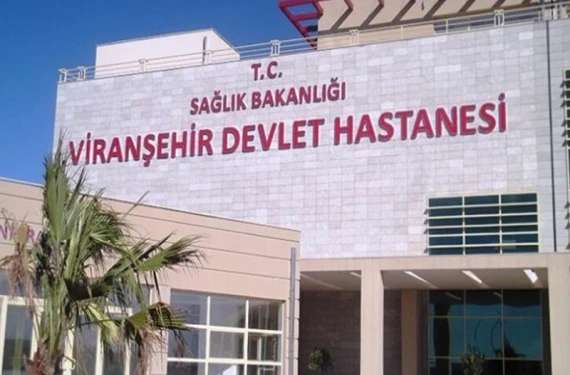 T.C.
SAĞLIK BAKANLIĞI
VİRANŞEHİR DEVLET HASTANESİ